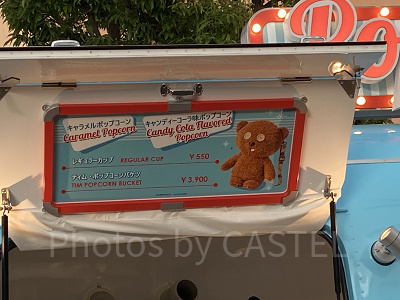 Po
キャラメルポップコーン
Caramel Popcorn
キャンディーコーラ味ポップコーン
Candy Cola Flavored
Popcorn
レギュラーカップ REGULAR CUP ￥550
ティム・ポップコーンバケツ
TIM POPCORN BUCKET ￥3,900
Photos by CASTEL